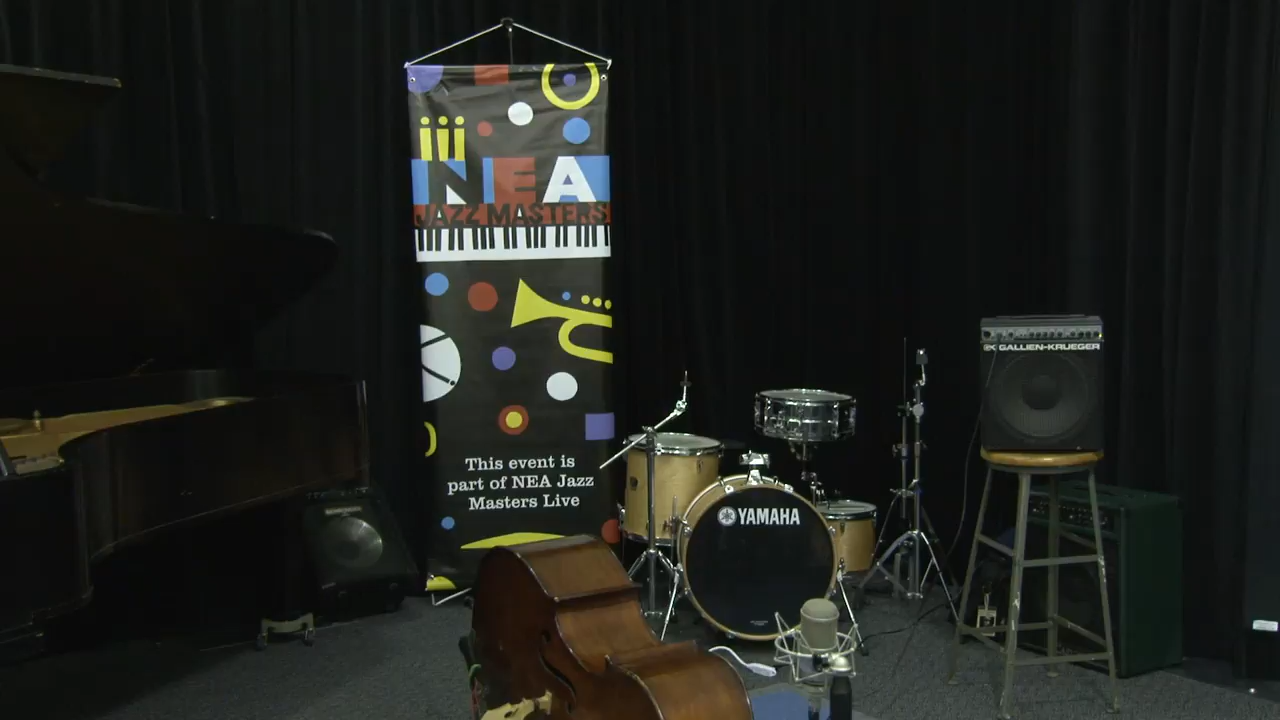 NEA
JAZZ MASTERS
This event is
part of NEA Jazz
Masters Live
YAMAHA
GALLIEN-KRUEGER